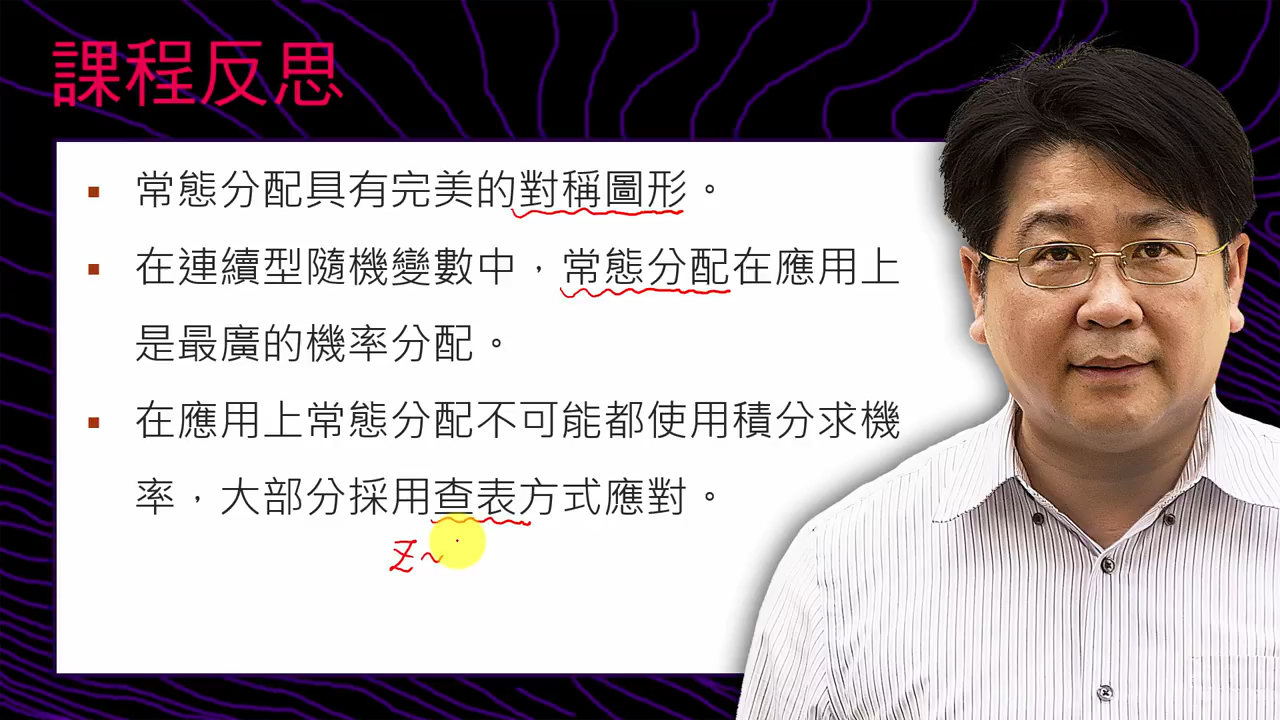 課程反思
▪ 常態分配具有完美的對稱圖形。
▪ 在連續型隨機變數中，常態分配在應用上
是最廣的機率分配。
▪ 在應用上常態分配不可能都使用積分求機
率，大部分採用查表方式應對。
Z~